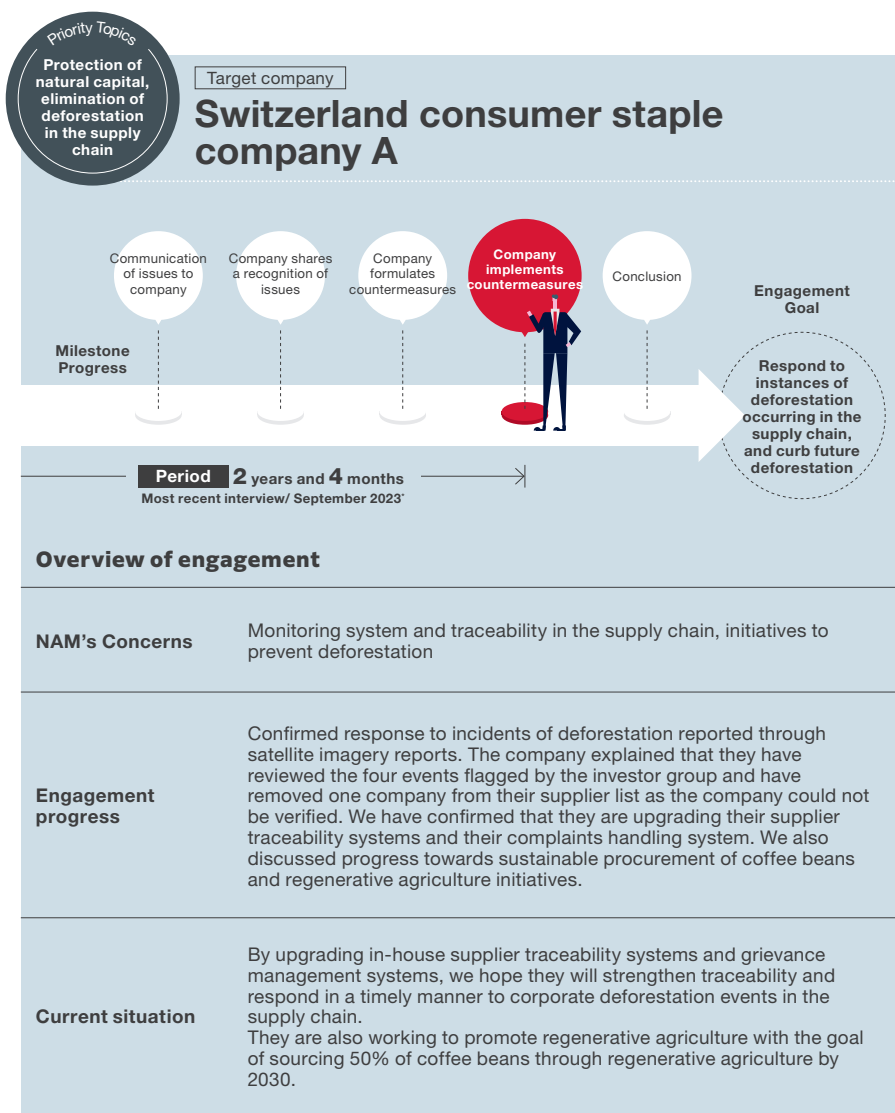 Priority Topics
Protection of
natural capital,
elimination of
deforestation
in the supply
chain
Target company
Switzerland consumer staple
company A
Communication
of issues to
company
Company shares
a recognition of
issues
Company
formulates
countermeasures
Company
implements
countermeasures
Conclusion
Engagement
Goal
Milestone
Progress
Respond to
instances of
deforestation
occurring in the
supply chain,
and curb future
deforestation
Period 2 years and 4 months
Most recent interview/ September 2023*
Overview of engagement
NAM's Concerns
Monitoring system and traceability in the supply chain, initiatives to
prevent deforestation
Engagement
progress
Confirmed response to incidents of deforestation reported through
satellite imagery reports. The company explained that they have
reviewed the four events flagged by the investor group and have
removed one company from their supplier list as the company could not
be verified. We have confirmed that they are upgrading their supplier
traceability systems and their complaints handling system. We also
discussed progress towards sustainable procurement of coffee beans
and regenerative agriculture initiatives.
Current situation
By upgrading in-house supplier traceability systems and grievance
management systems, we hope they will strengthen traceability and
respond in a timely manner to corporate deforestation events in the
supply chain.
They are also working to promote regenerative agriculture with the goal
of sourcing 50% of coffee beans through regenerative agriculture by
2030.